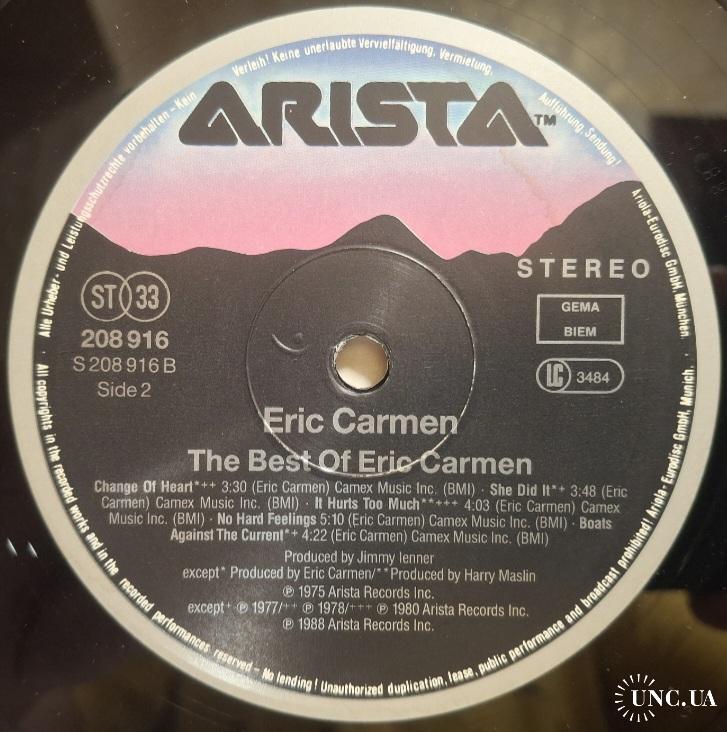 Alle Urheber- und Leistungsschutzrechte vorbehalten - Kein Verleih! Keine unerlaubte Vervielfältigung, Vermietung, Aufführung, Sendung!
ARISTA™
STEREO
ST 33
GEMA
BIEM
208 916
S 208 916 B
LC 3484
Side 2
Eric Carmen
The Best Of Eric Carmen
Change Of Heart*++ 3:30 (Eric Carmen) Camex Music Inc. (BMI) · She Did It*+ 3:48 (Eric
Carmen) Camex Music Inc. (BMI) · It Hurts Too Much**+++ 4:03 (Eric Carmen) Camex
Music Inc. (BMI) · No Hard Feelings 5:10 (Eric Carmen) Camex Music Inc. (BMI) · Boats
Against The Current*+ 4:22 (Eric Carmen) Camex Music Inc. (BMI)
Produced by Jimmy Ienner
except* Produced by Eric Carmen/**Produced by Harry Maslin
℗ 1975 Arista Records Inc.
except+ ℗ 1977/++ ℗ 1978/+++ ℗ 1980 Arista Records Inc.
℗ 1988 Arista Records Inc.
Ariola-Eurodisc GmbH, München.
· All copyrights in the recorded works and in the recorded performances reserved - No lending! Unauthorized duplication, lease, public performance and broadcast prohibited! Ariola-Eurodisc GmbH, Munich. ·
UNC.UA